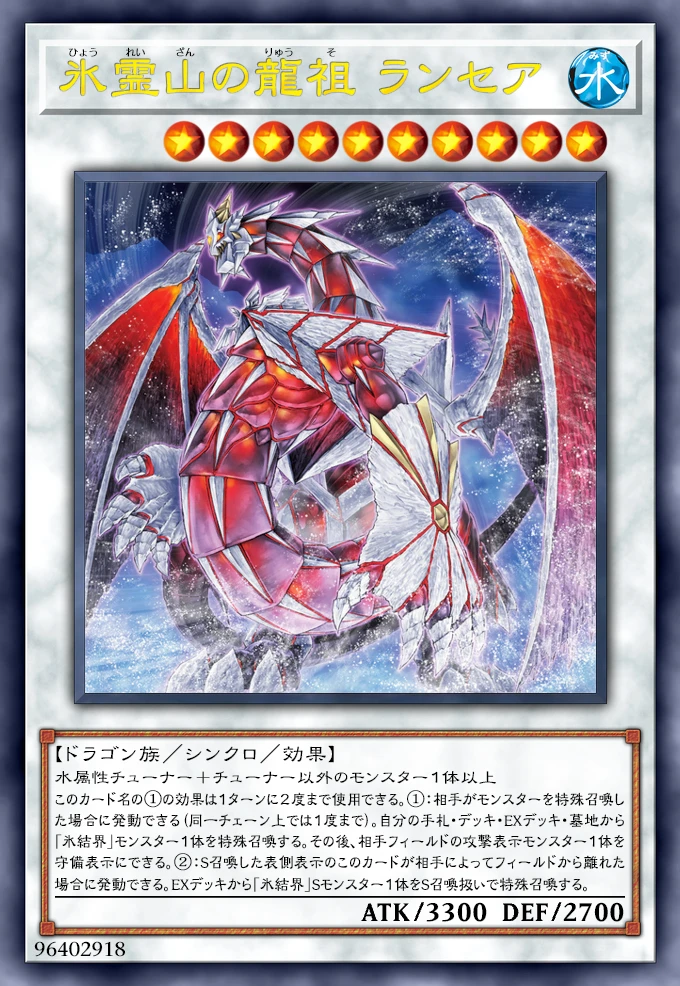 ひょう れい ざん りゅう そ
氷霊山の龍祖 ランセア
みず
水
【ドラゴン族／シンクロ／効果】
水属性チューナー＋チューナー以外のモンスター1体以上
このカード名の①の効果は1ターンに2度まで使用できる。①：相手がモンスターを特殊召喚し
た場合に発動できる（同一チェーン上では1度まで）。自分の手札・デッキ・EXデッキ・墓地から
「氷結界」モンスター1体を特殊召喚する。その後、相手フィールドの攻撃表示モンスター1体を
守備表示にできる。②：S召喚した表側表示のこのカードが相手によってフィールドから離れた
場合に発動できる。EXデッキから「氷結界」Sモンスター1体をS召喚扱いで特殊召喚する。
ATK/3300 DEF/2700
96402918